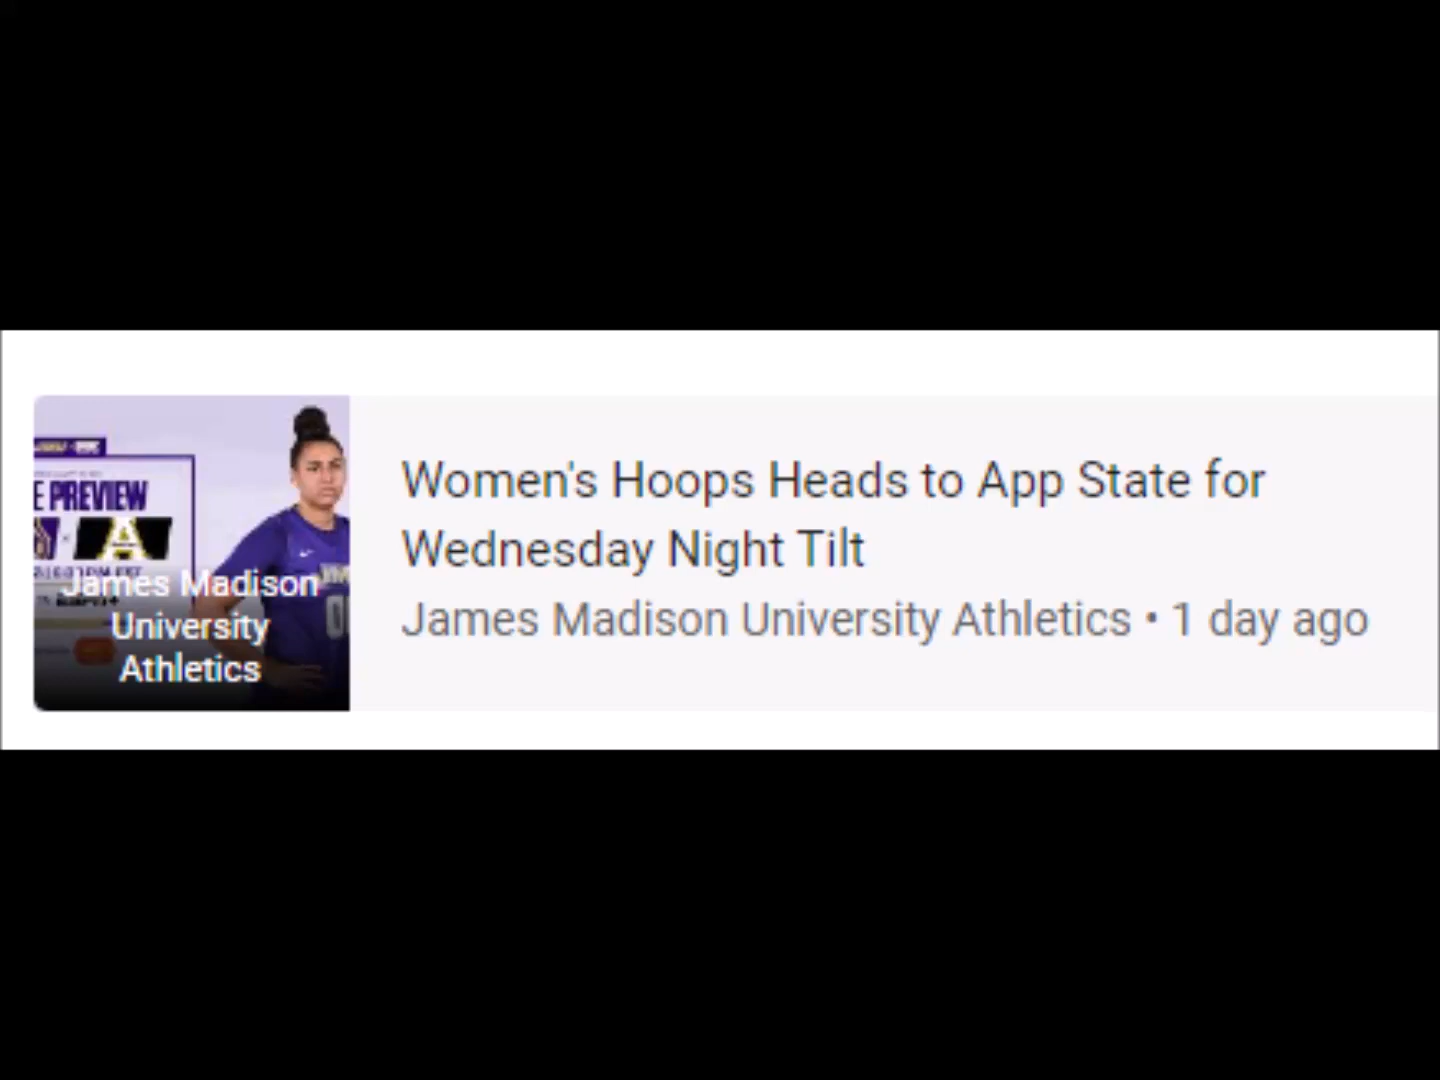 E PREVIEW
A
James Madison
University
Athletics
Women's Hoops Heads to App State for
Wednesday Night Tilt
James Madison University Athletics • 1 day ago